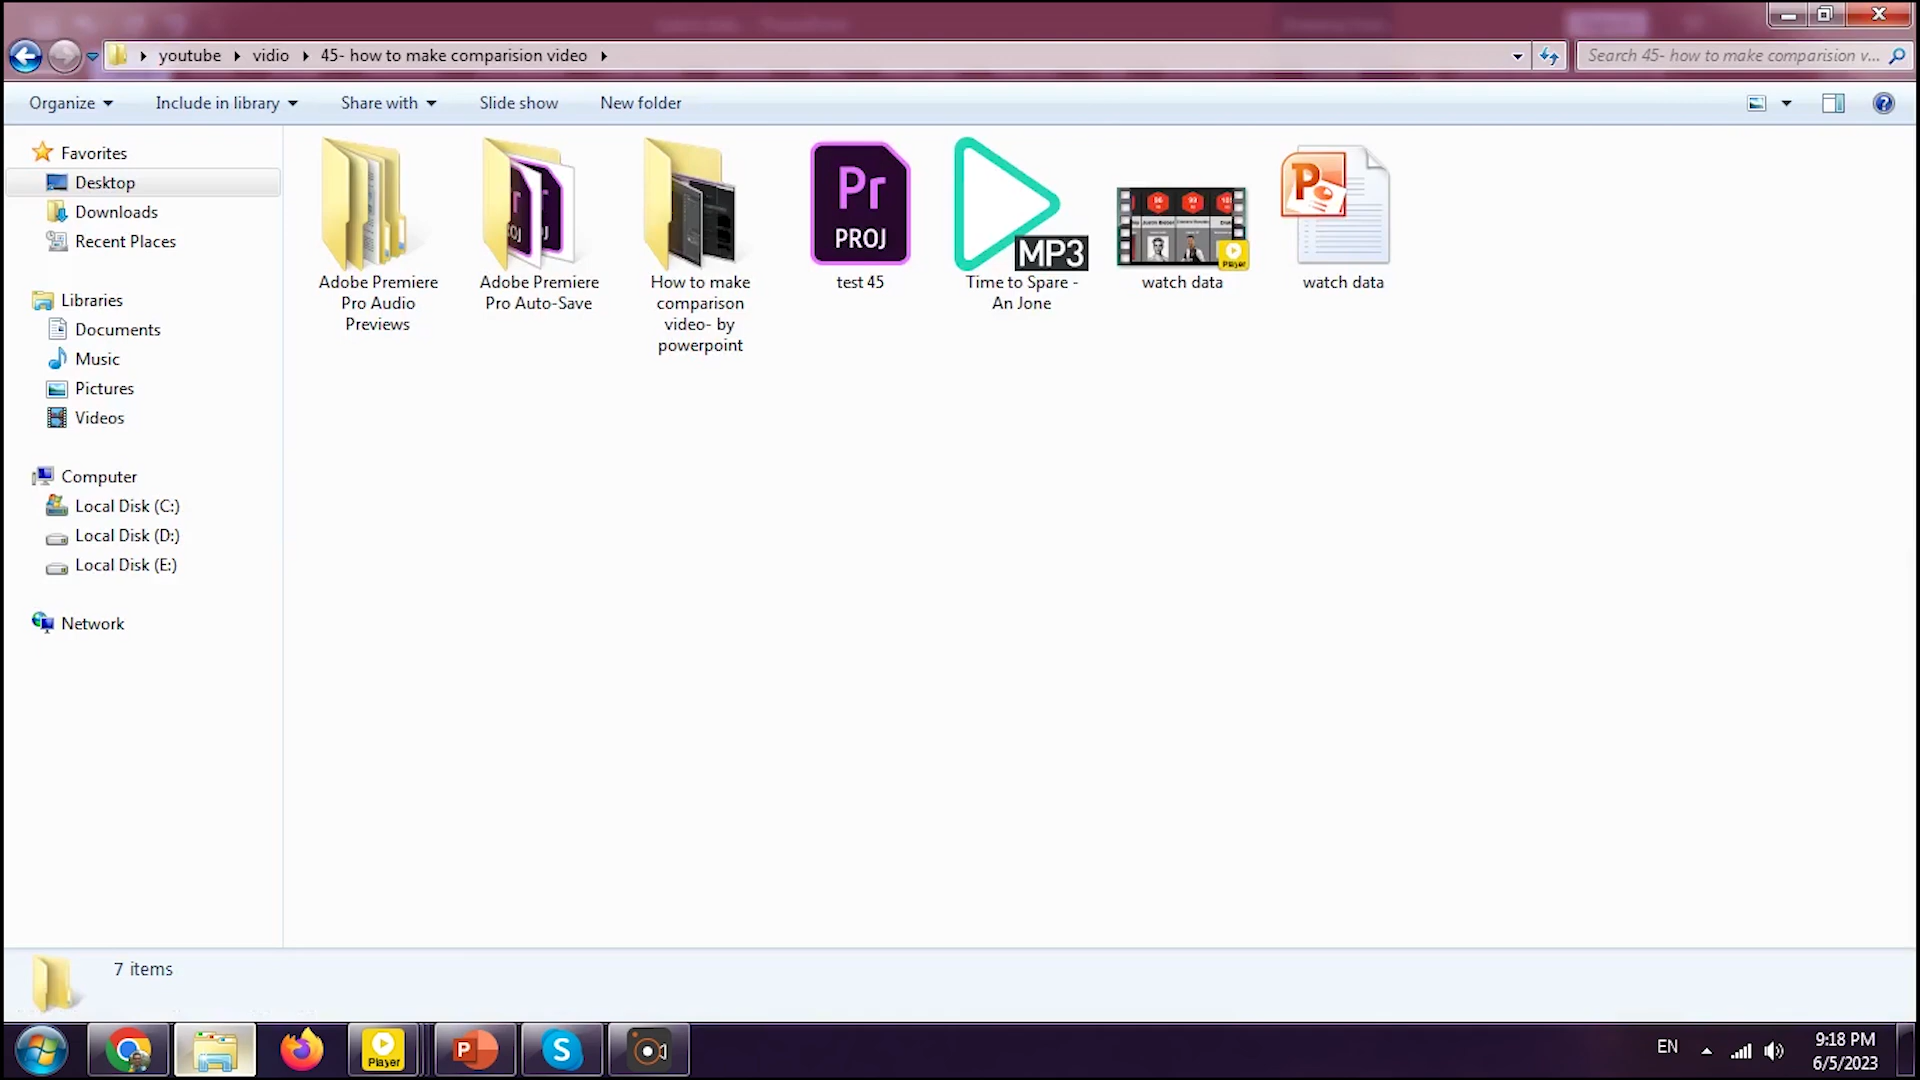 youtube
vidio
45- how to make comparision video
Search 45- how to make comparision v...
Organize
Include in library
Share with
Slide show
New folder
Favorites
Desktop
Downloads
Recent Places
Libraries
Documents
Music
Pictures
Videos
Computer
Local Disk (C:)
Local Disk (D:)
Local Disk (E:)
Network
Adobe Premiere
Pro Audio
Previews
Adobe Premiere
Pro Auto-Save
How to make
comparison
video- by
powerpoint
Pr
PROJ
test 45
MP3
Time to Spare -
An Jone
Player
watch data
P
watch data
7 items
Player
P
S
EN
9:18 PM
6/5/2023